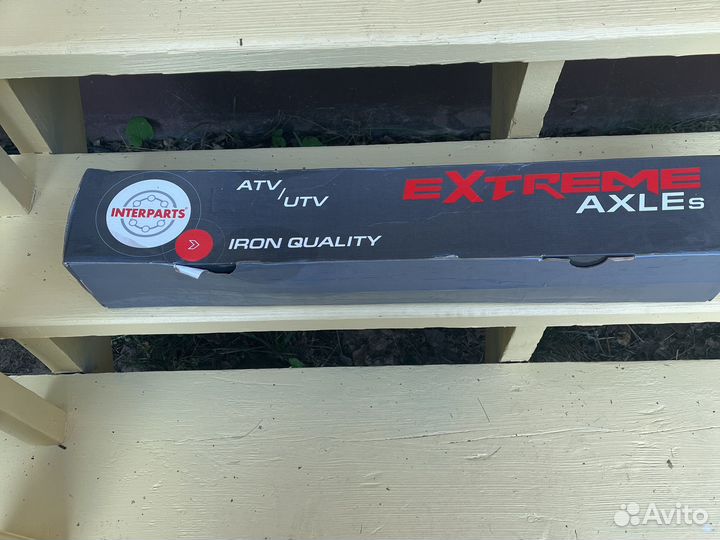 INTERPARTS
ATV/UTV
IRON QUALITY
EXTREME
AXLEs
Avito